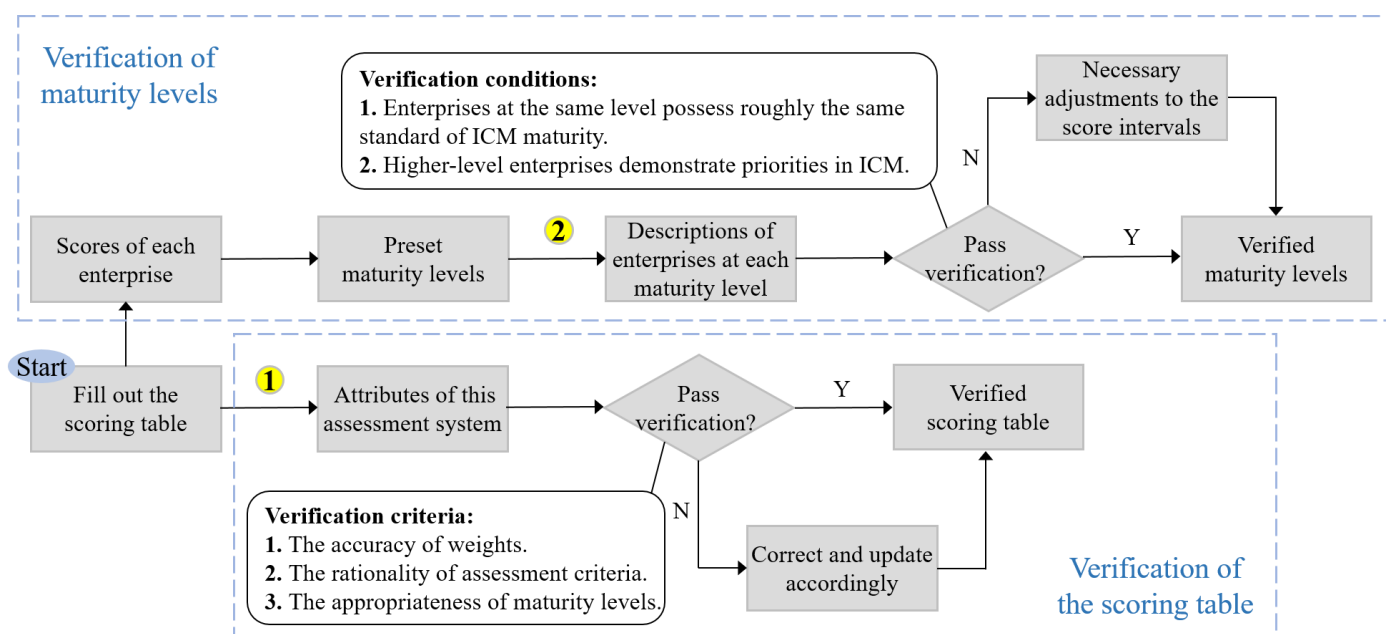 Verification of
maturity levels
Verification conditions:
1. Enterprises at the same level possess roughly the same
standard of ICM maturity.
2. Higher-level enterprises demonstrate priorities in ICM.
Necessary
adjustments to the
score intervals
N
Scores of each
enterprise
Preset
maturity levels
2
Descriptions of
enterprises at each
maturity level
Pass
verification?
Y
Verified
maturity levels
Start
Fill out the
scoring table
1
Attributes of this
assessment system
Pass
verification?
Y
Verified
scoring table
Verification criteria:
1. The accuracy of weights.
2. The rationality of assessment criteria.
3. The appropriateness of maturity levels.
N
Correct and update
accordingly
Verification of
the scoring table